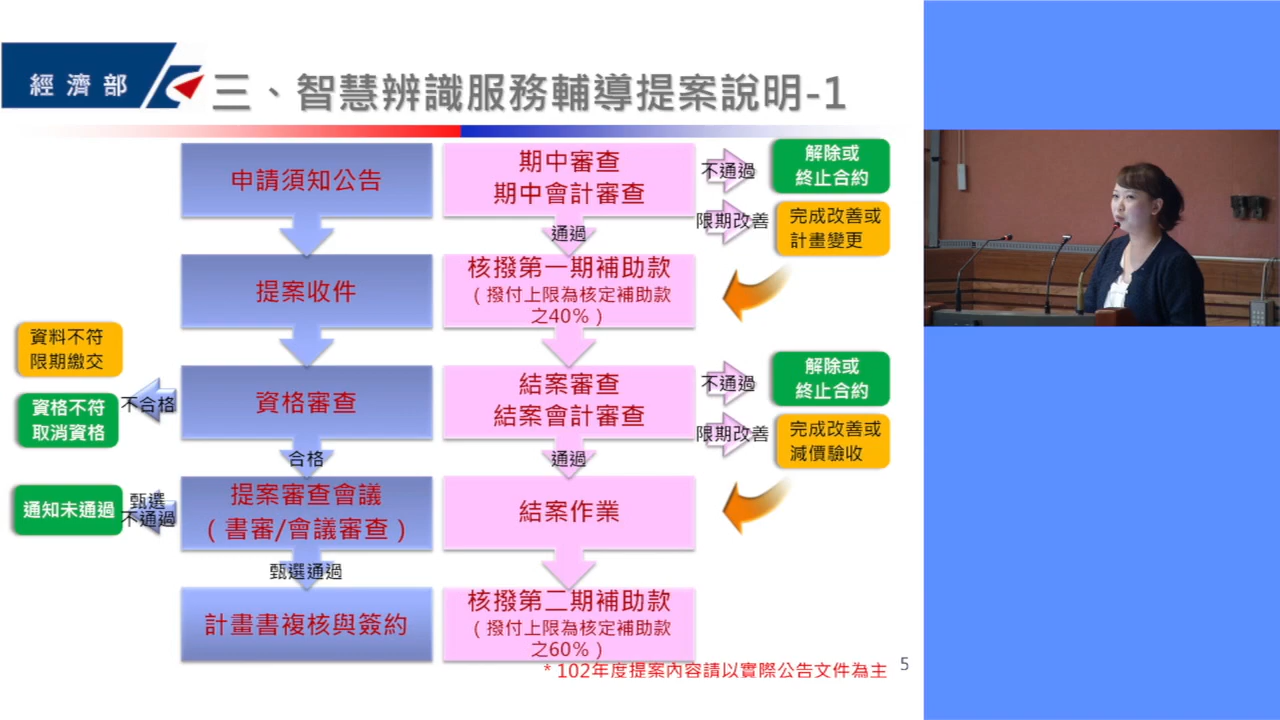 經濟部
三、智慧辨識服務輔導提案說明-1
申請須知公告
提案收件
資料不符
限期繳交
資格不符
取消資格
不合格
資格審查
合格
通知未通過
甄選
不通過
提案審查會議
（書審/會議審查）
甄選通過
計畫書複核與簽約
期中審查
期中會計審查
不通過
解除或
終止合約
限期改善
完成改善或
計畫變更
通過
核撥第一期補助款
（撥付上限為核定補助款
之40%）
結案審查
結案會計審查
不通過
解除或
終止合約
限期改善
完成改善或
減價驗收
通過
結案作業
核撥第二期補助款
（撥付上限為核定補助款
之60%）
*102年度提案內容請以實際公告文件為主
5